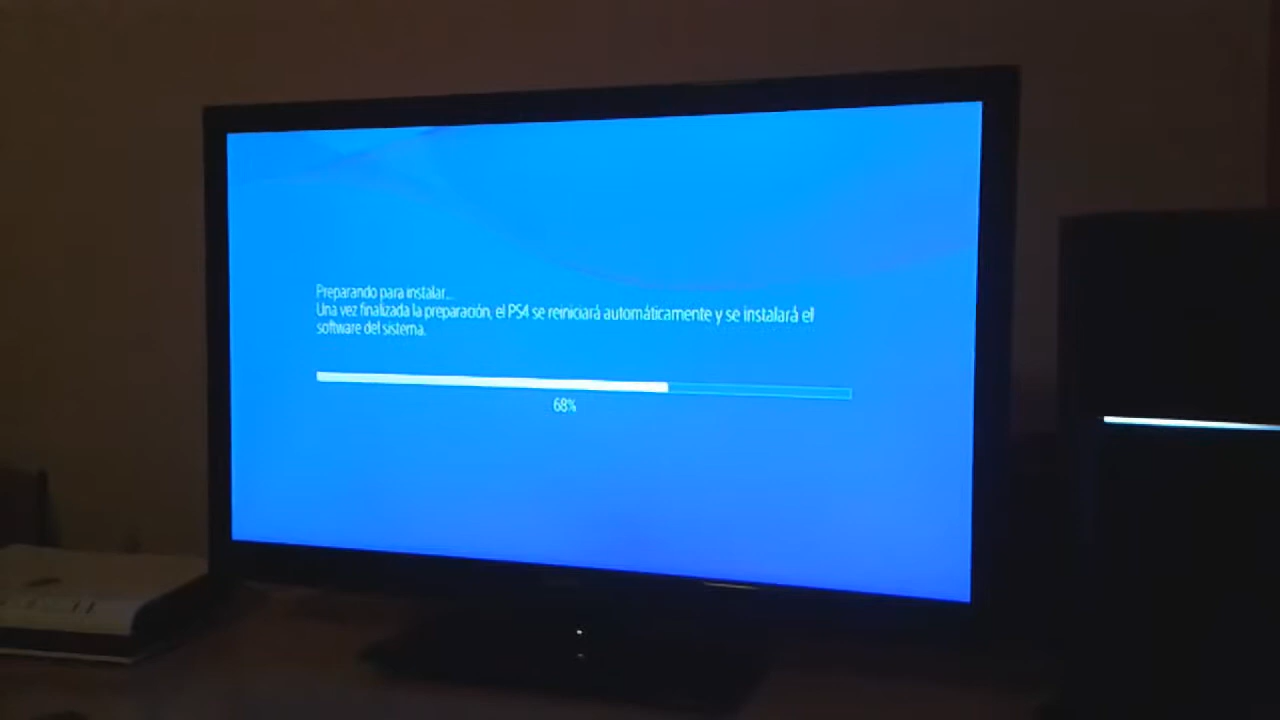 Preparando para instalar...
Una vez finalizada la preparación, el PS4 se reiniciará automáticamente y se instalará el
software del sistema.
68%